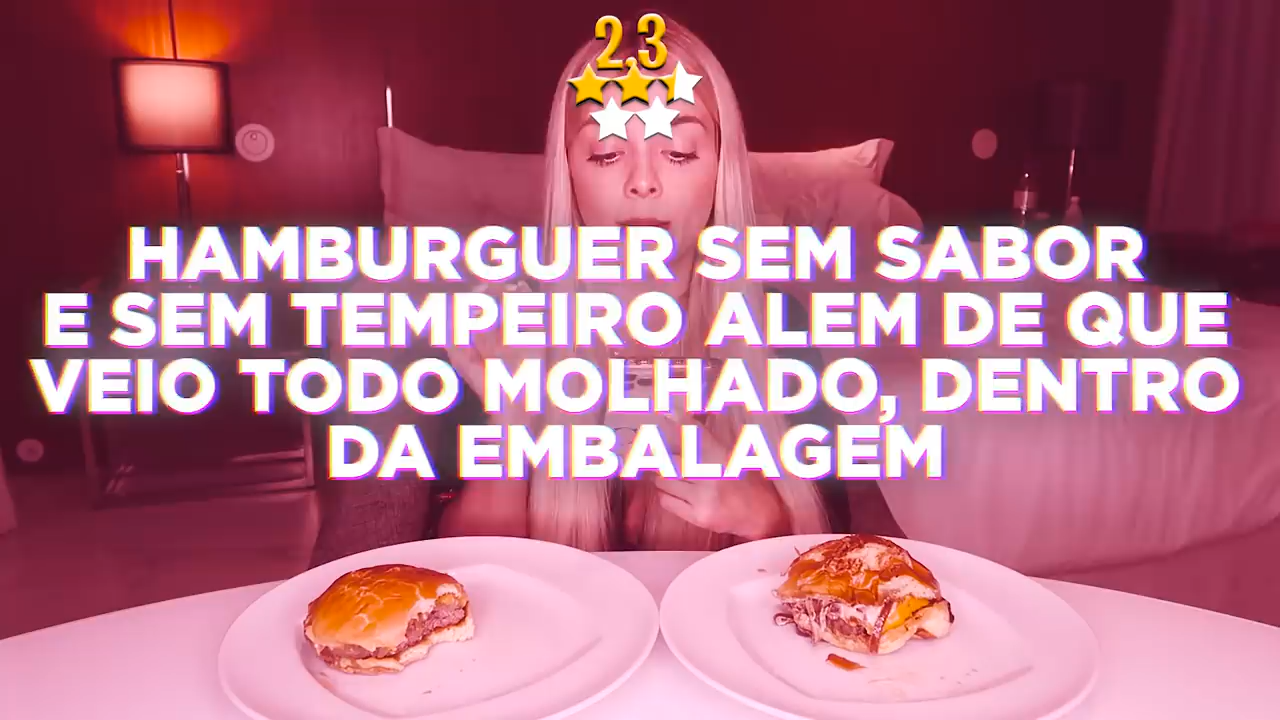 2,3
HAMBURGUER SEM SABOR
E SEM TEMPEIRO ALEM DE QUE
VEIO TODO MOLHADO, DENTRO
DA EMBALAGEM